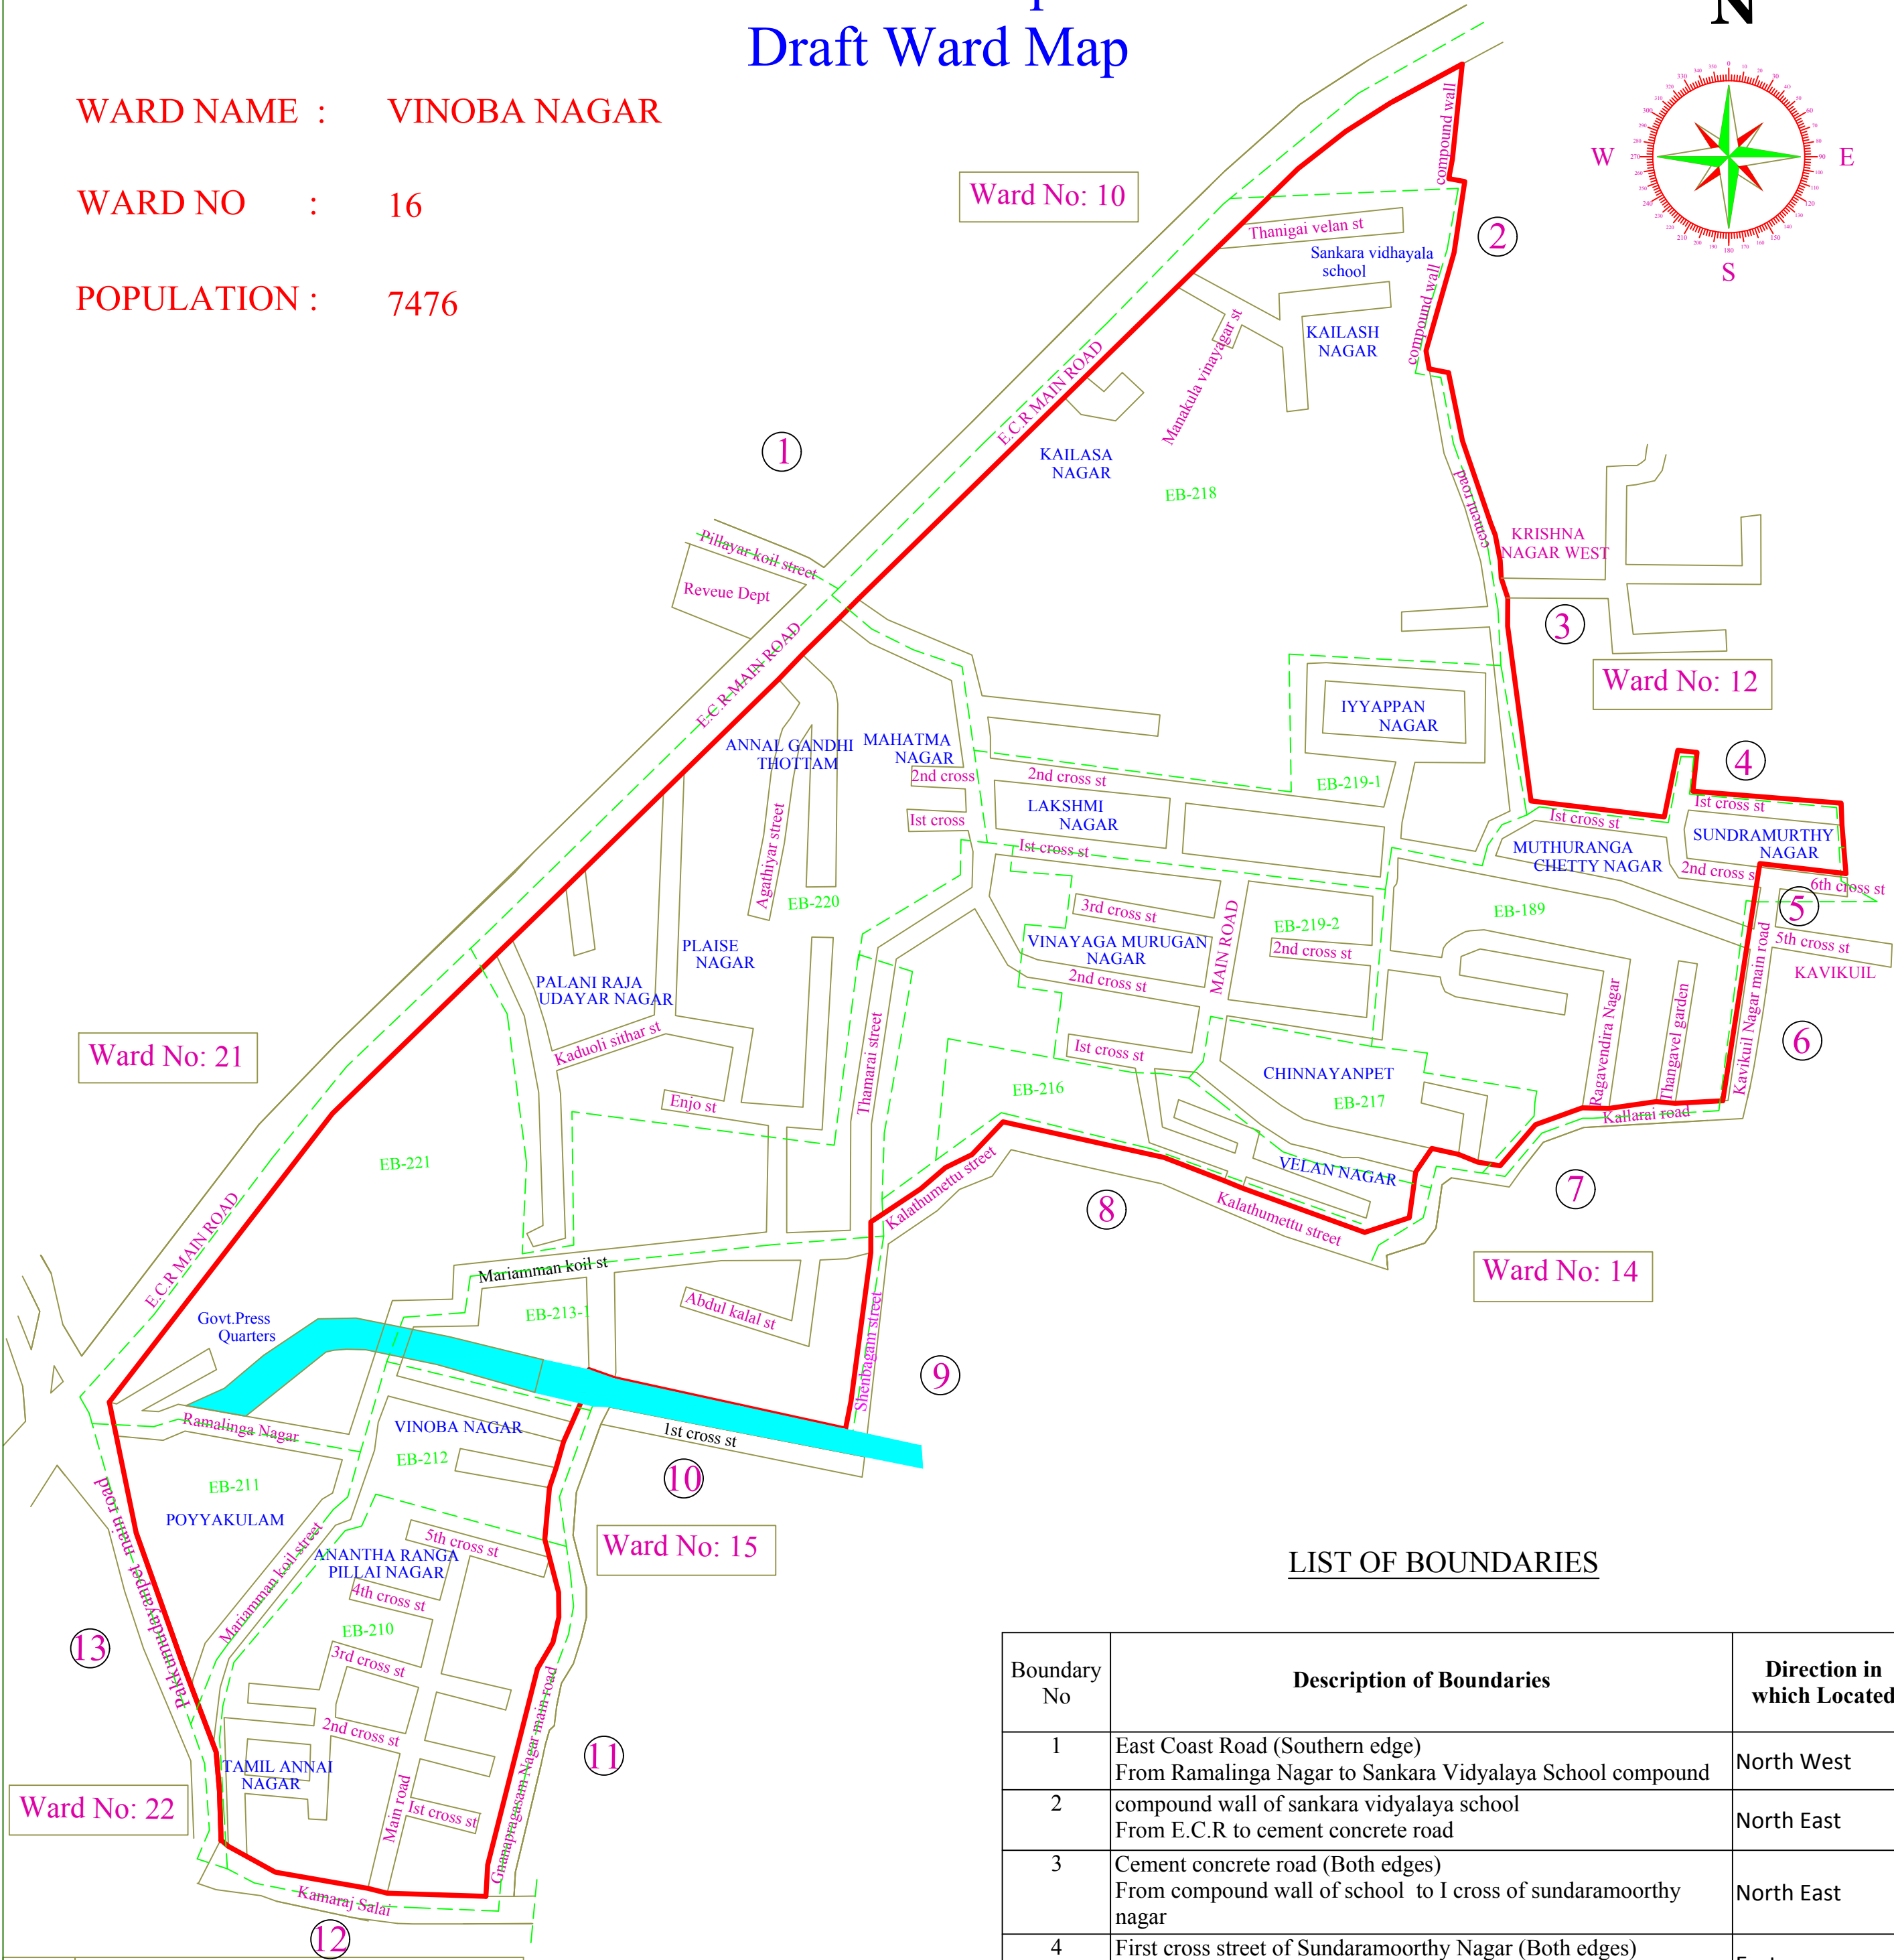 Draft Ward Map
N
WARD NAME : VINOBA NAGAR
WARD NO : 16
POPULATION : 7476
W
E
S
Ward No: 10
compound wall
2
Thanigai velan st
Sankara vidhayala
school
compound wall
KAILASH
NAGAR
Manakula vinayagar st
E.C.R MAIN ROAD
1
KAILASA
NAGAR
EB-218
cement road
KRISHNA
NAGAR WEST
Pillayar koil street
Reveue Dept
3
E.C.R MAIN ROAD
Ward No: 12
IYYAPPAN
NAGAR
ANNAL GANDHI
THOTTAM
MAHATMA
NAGAR
2nd cross
2nd cross st
EB-219-1
4
LAKSHMI
NAGAR
Ist cross
Ist cross st
Ist cross st
Ist cross st
SUNDRAMURTHY
NAGAR
MUTHURANGA
CHETTY NAGAR
2nd cross s
6th cross st
Agathiyar street
EB-220
3rd cross st
MAIN ROAD
EB-219-2
EB-189
5
PLAISE
NAGAR
VINAYAGA MURUGAN
NAGAR
2nd cross st
2nd cross st
5th cross st
KAVIKUIL
PALANI RAJA
UDAYAR NAGAR
Kavikuil Nagar main road
Ragavendira Nagar
Thangavel garden
6
Ward No: 21
Kaduoli sithar st
Thamarai street
Ist cross st
CHINNAYANPET
EB-216
EB-217
Enjo st
Kallarai road
EB-221
VELAN NAGAR
7
Kalathumettu street
8
Kalathumettu street
E.C.R MAIN ROAD
Mariamman koil st
Ward No: 14
Govt.Press
Quarters
EB-213-1
Abdul kalal st
Shenbagam street
9
Ramalinga Nagar
VINOBA NAGAR
1st cross st
EB-212
10
EB-211
POYYAKULAM
Pakkumudayanpet main road
Mariamman koil street
5th cross st
ANANTHA RANGA
PILLAI NAGAR
Ward No: 15
4th cross st
EB-210
13
3rd cross st
2nd cross st
Gnanapragasam Nagar main road
11
TAMIL ANNAI
NAGAR
Main road
Ist cross st
Ward No: 22
Kamaraj Salai
12
LIST OF BOUNDARIES
Boundary
No
Description of Boundaries
Direction in
which Located
1
East Coast Road (Southern edge)
From Ramalinga Nagar to Sankara Vidyalaya School compound
North West
2
compound wall of sankara vidyalaya school
From E.C.R to cement concrete road
North East
3
Cement concrete road (Both edges)
From compound wall of school to I cross of sundaramoorthy
nagar
North East
4
First cross street of Sundaramoorthy Nagar (Both edges)